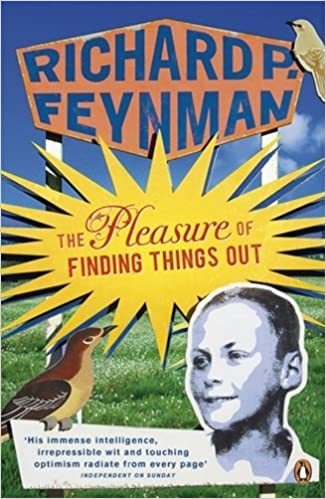 RICHARD P.
FEYNMAN
THE Pleasure OF
FINDING THINGS OUT
'His immense intelligence,
irrepressible wit and touching
optimism radiate from every page'
INDEPENDENT ON SUNDAY